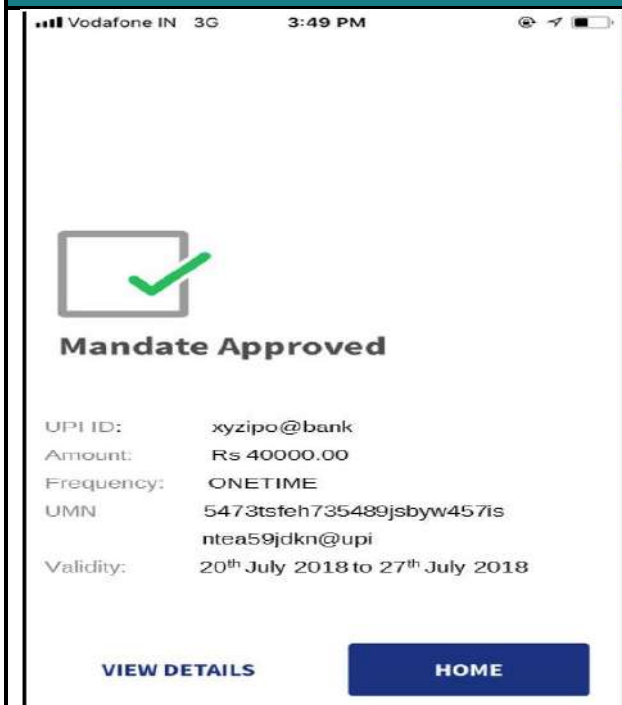 Vodafone IN 3G 3:49 PM
Mandate Approved
UPI ID: xyzipo@bank
Amount: Rs 40000.00
Frequency: ONETIME
UMN 5473tsfeh735489jsbyw457is
ntea59jdkn@upi
Validity: 20th July 2018 to 27th July 2018
VIEW DETAILS HOME